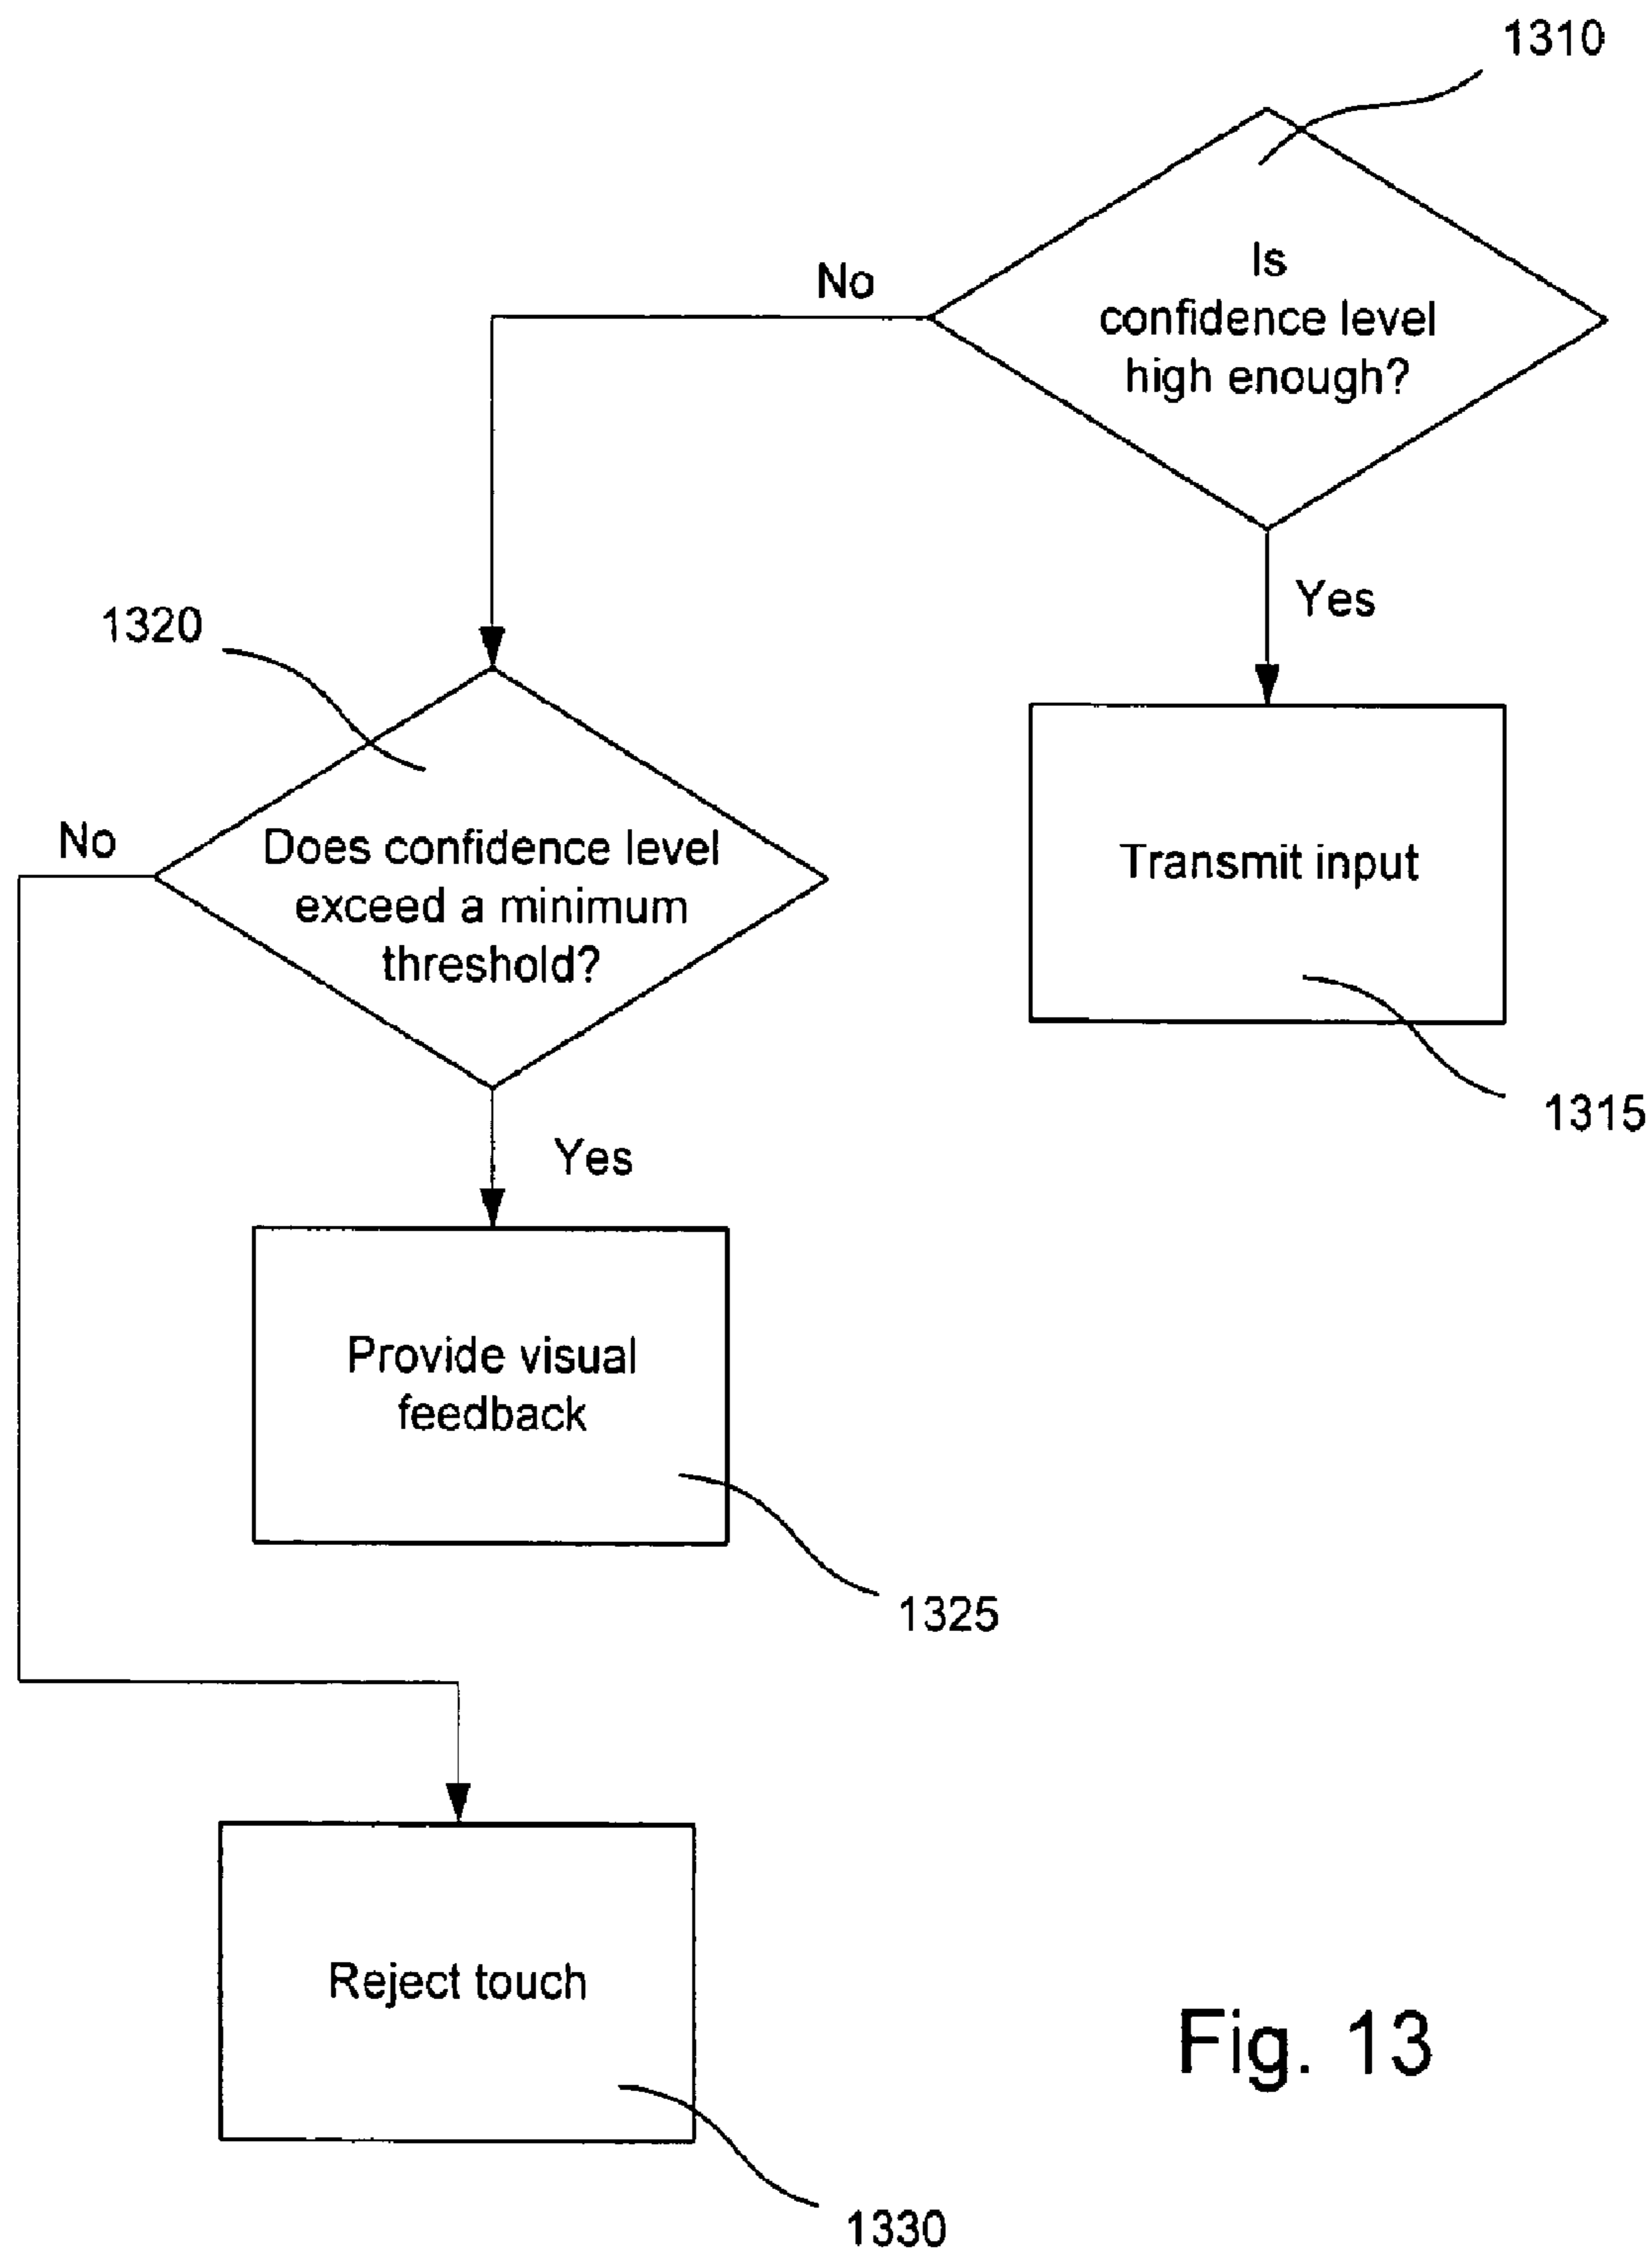 1310
Is
confidence level
high enough?
No
Yes
1320
Does confidence level
exceed a minimum
threshold?
No
Transmit input
1315
Yes
Provide visual
feedback
1325
Reject touch
1330
Fig. 13